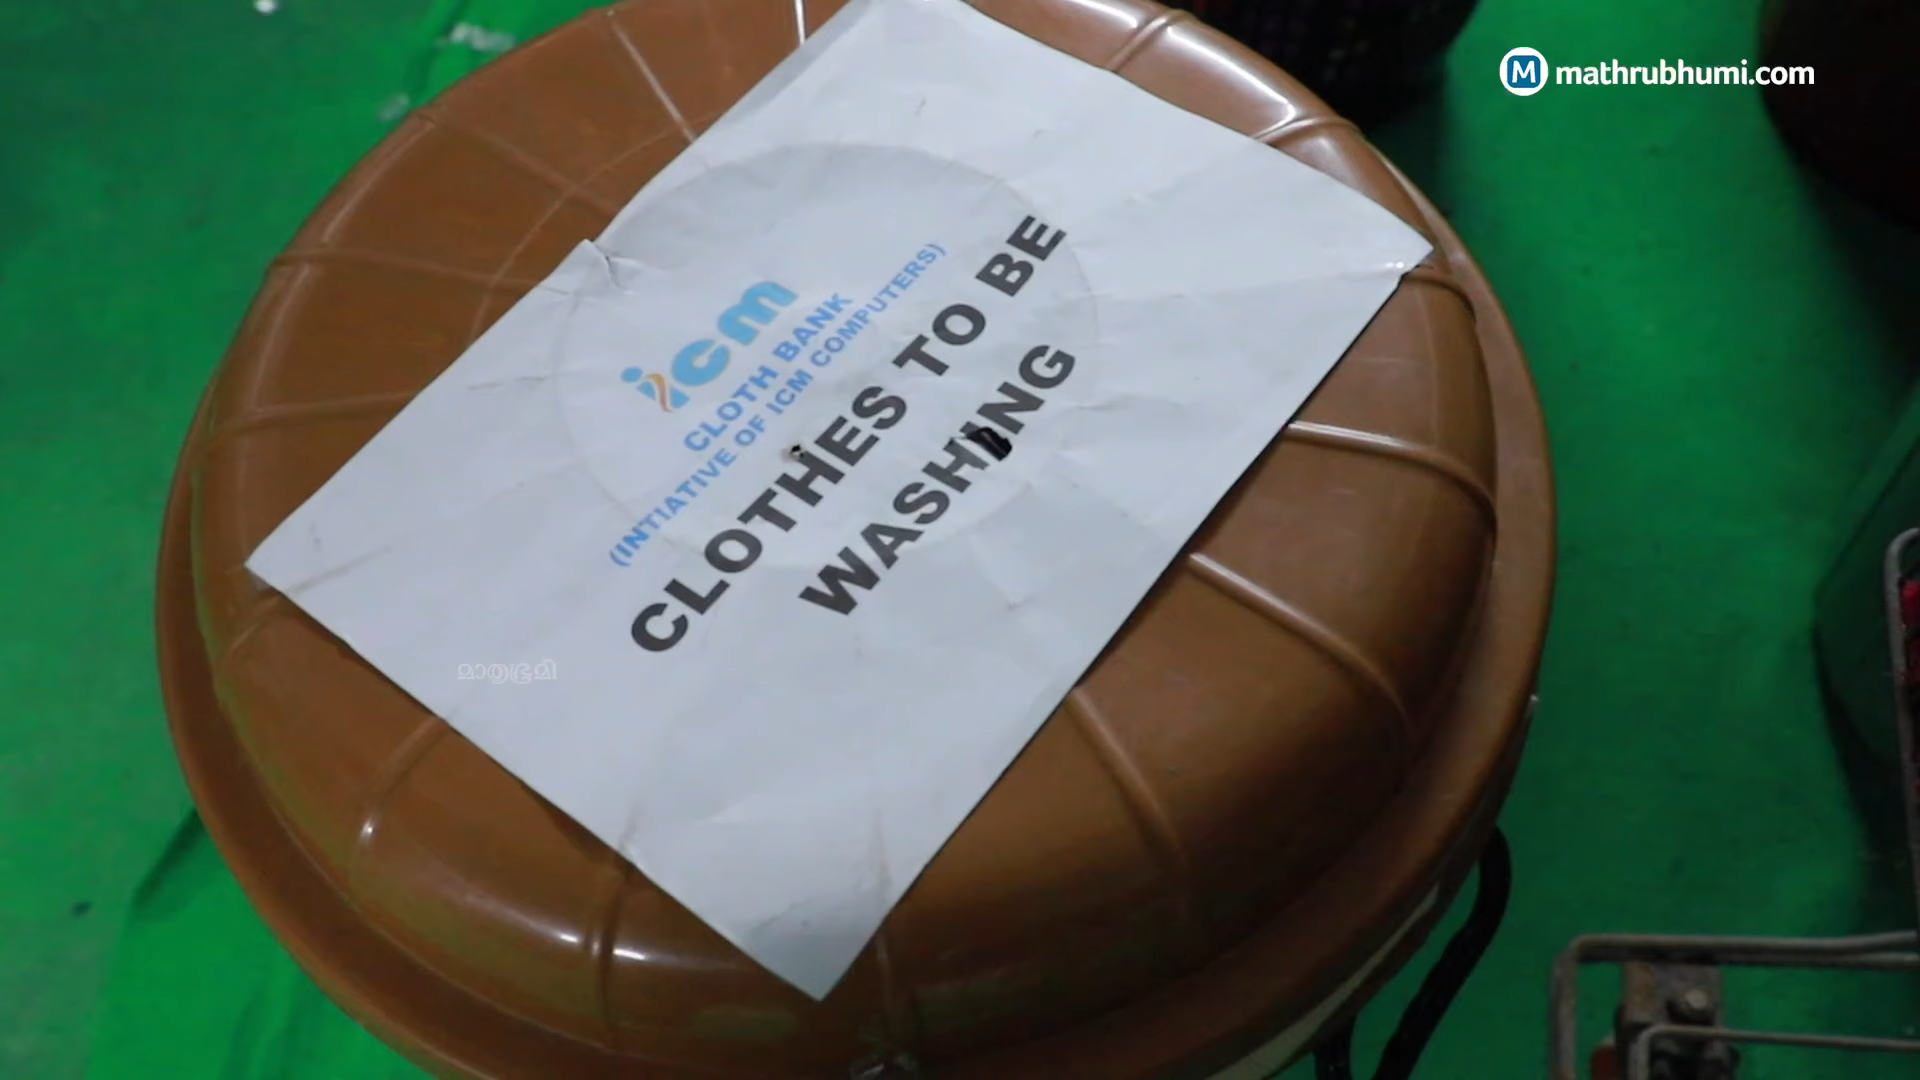 mathrubhumi.com
icm
CLOTH BANK
(INTIATIVE OF ICM COMPUTERS)
CLOTHES TO BE
WASHING
മാതൃഭൂമി